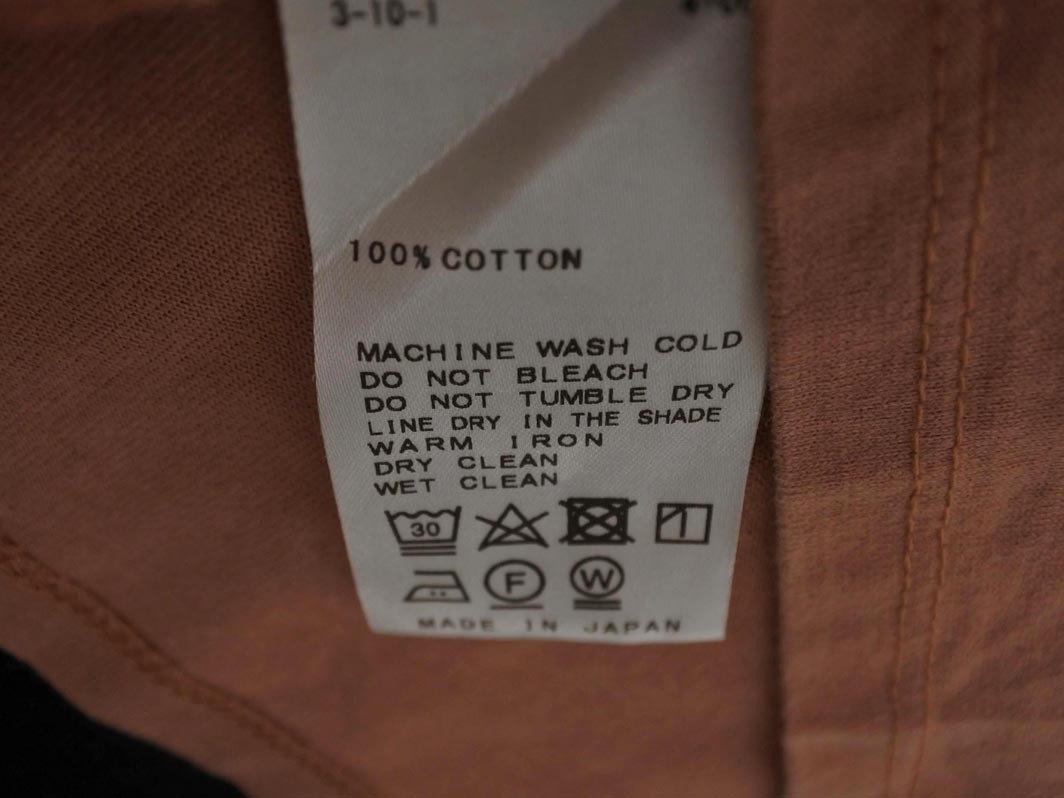 3-10-1
100% COTTON
MACHINE WASH COLD
DO NOT BLEACH
DO NOT TUMBLE DRY
LINE DRY IN THE SHADE
WARM IRON
DRY CLEAN
WET CLEAN
30
F W
MADE IN JAPAN